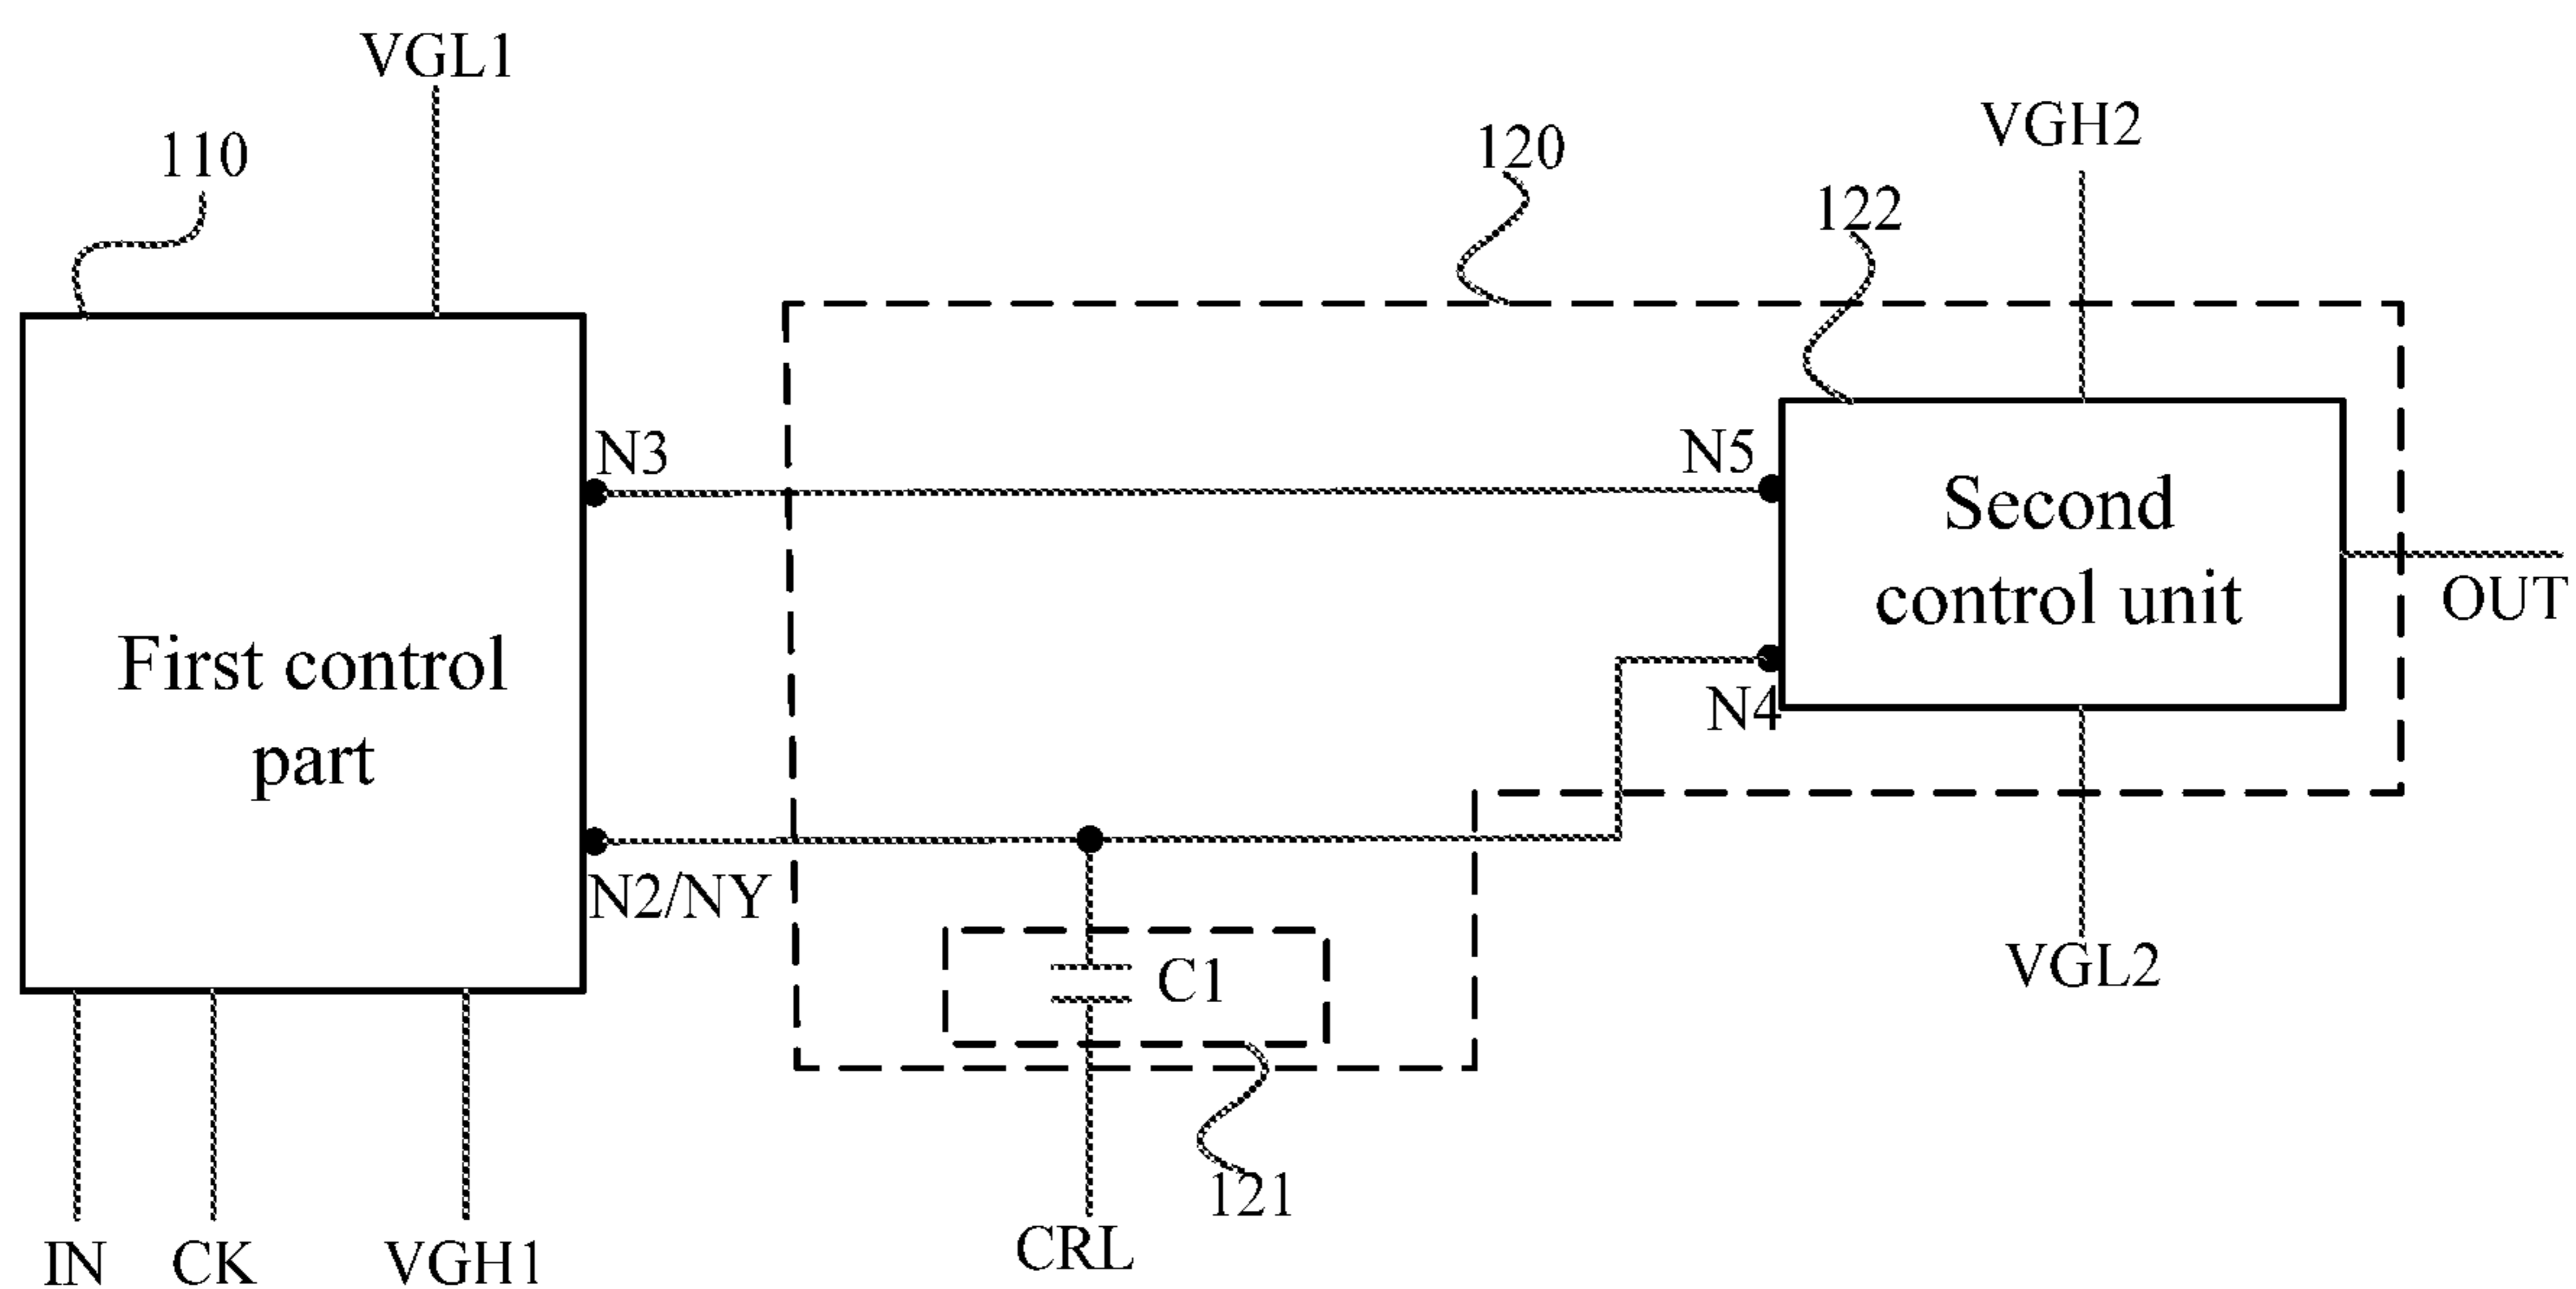 VGL1
110
120
VGH2
122
N3
N5
Second
control unit
OUT
First control
part
N4
N2/NY
C1
VGL2
121
CRL
IN
CK
VGH1